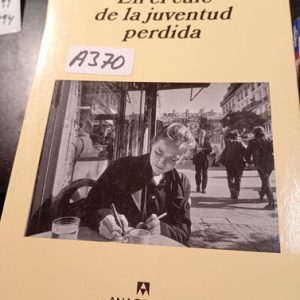 En el café
de la juventud
perdida
A370